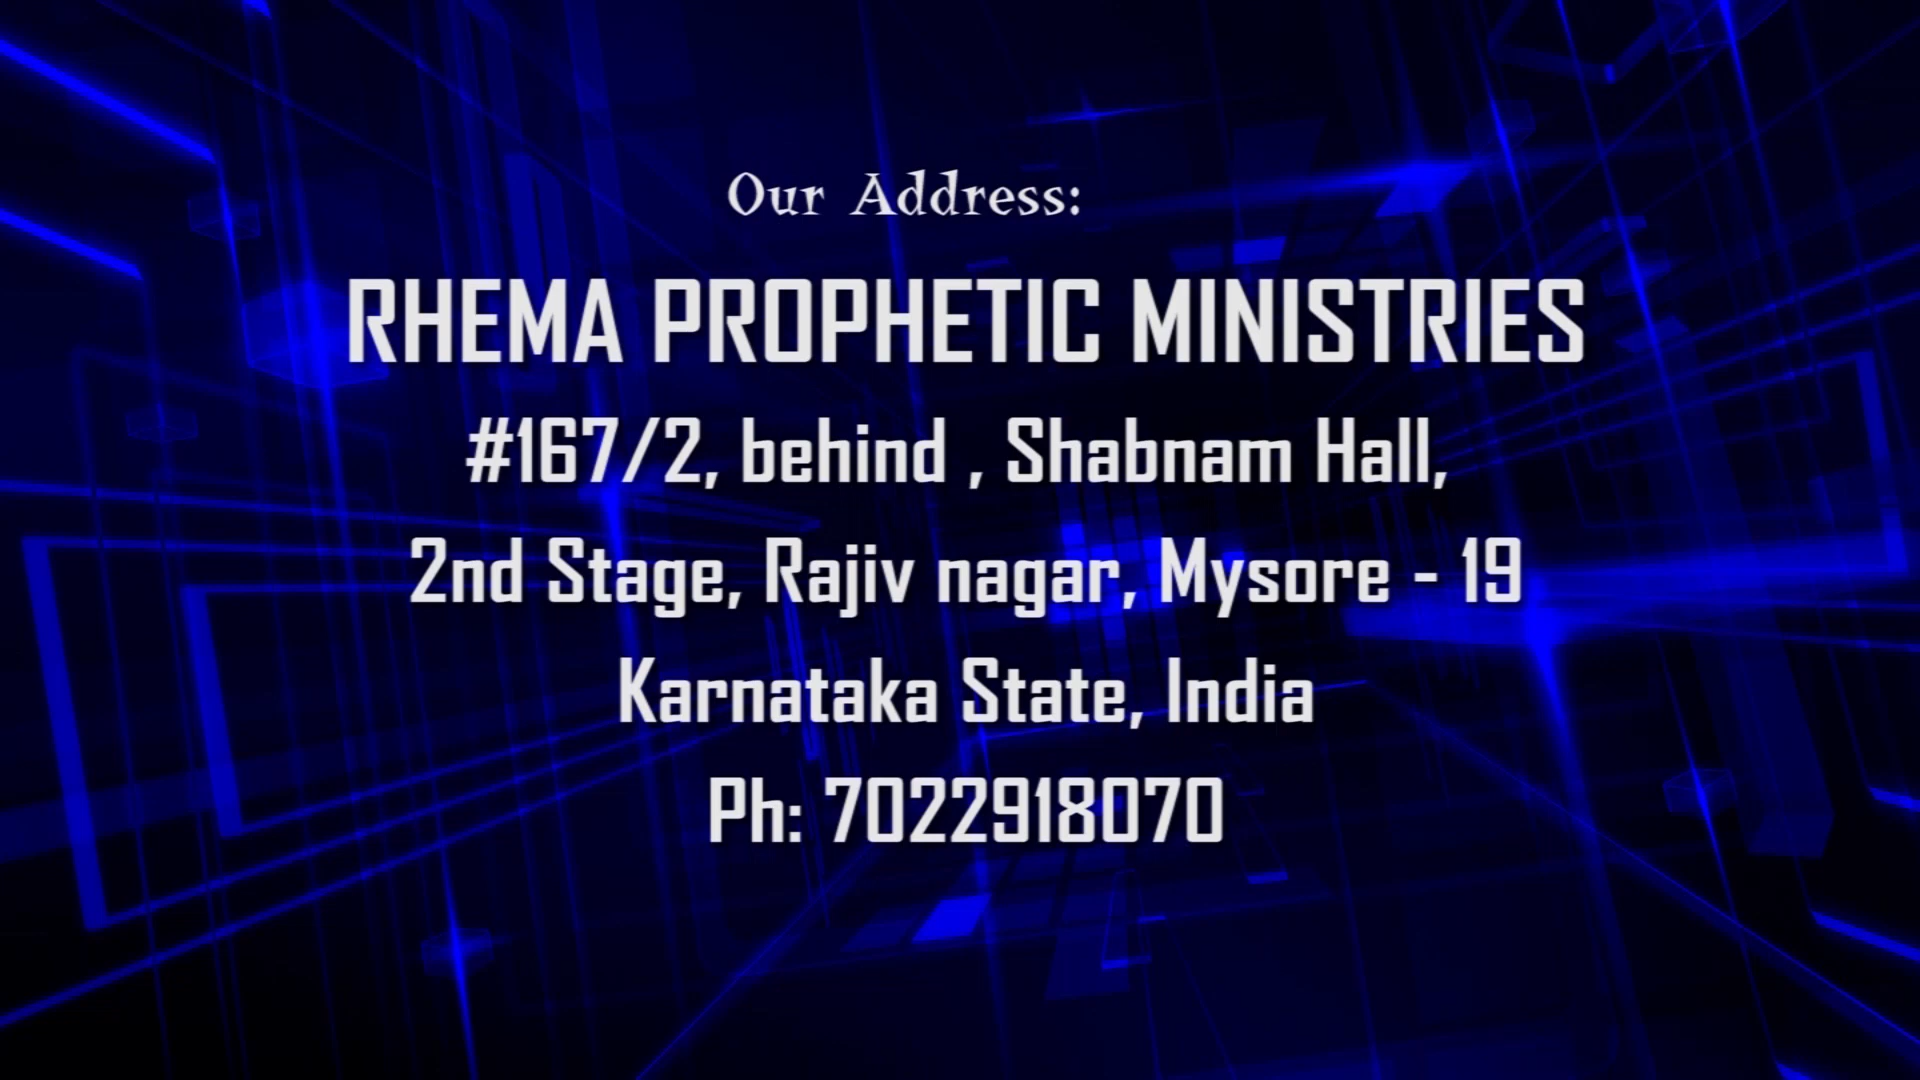 Our Address:
RHEMA PROPHETIC MINISTRIES
#167/2, behind , Shabnam Hall,
2nd Stage, Rajiv nagar, Mysore - 19
Karnataka State, India
Ph: 7022918070